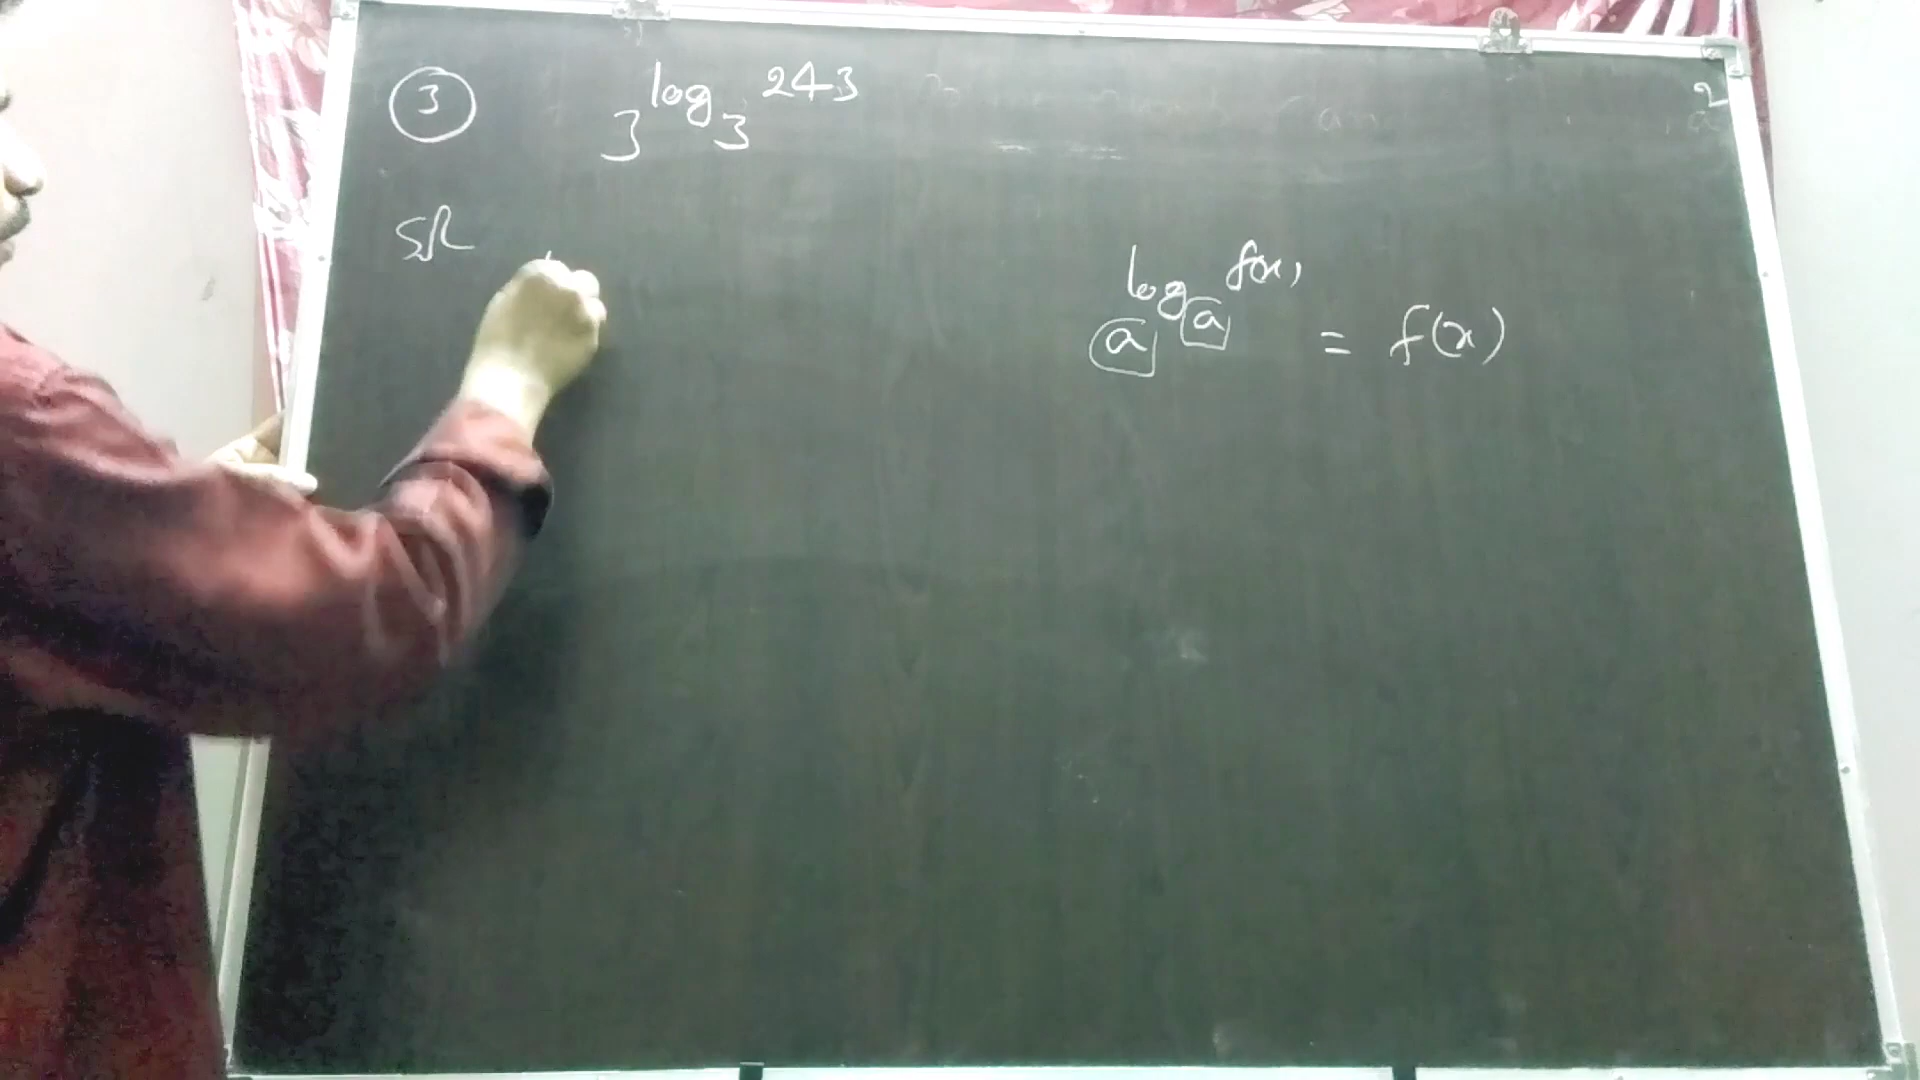 3 3^log_3 243
Sol
a^log_a f(x) = f(x)